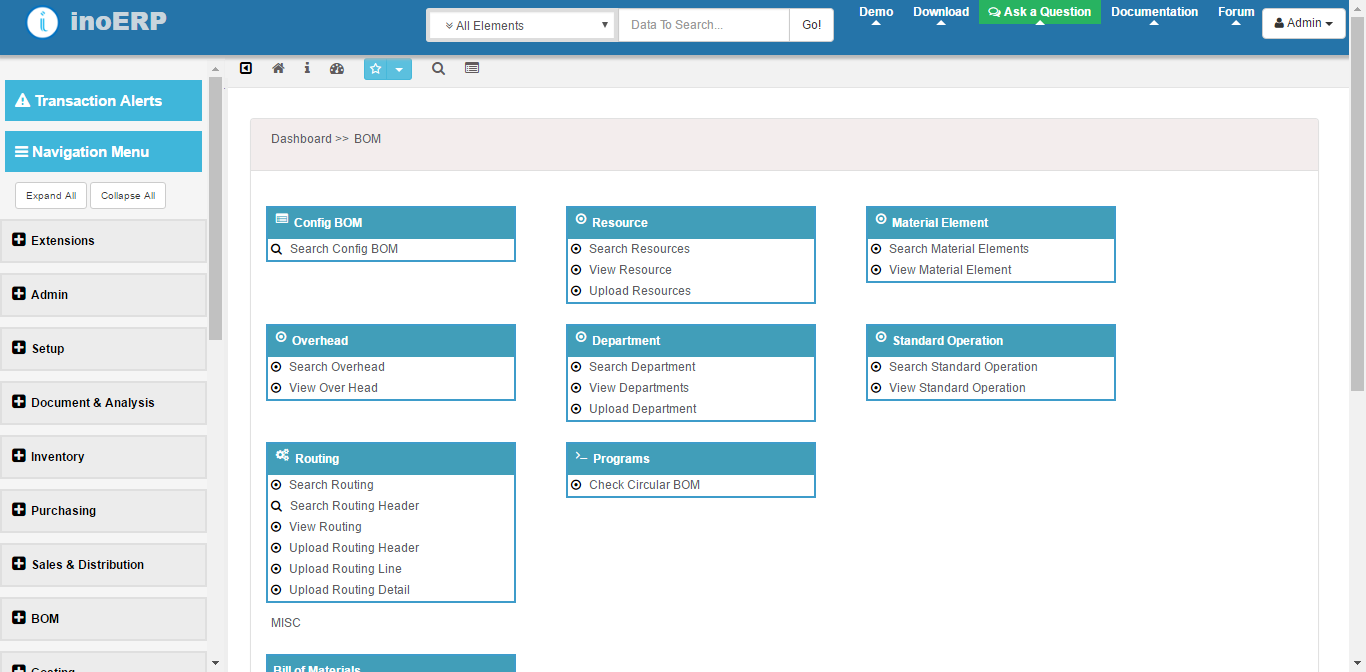 inoERP
All Elements
Data To Search...
Go!
Demo
Download
Ask a Question
Documentation
Forum
Admin
Transaction Alerts
Navigation Menu
Expand All
Collapse All
Extensions
Admin
Setup
Document & Analysis
Inventory
Purchasing
Sales & Distribution
BOM
Costing
Dashboard >> BOM
Config BOM
Search Config BOM
Resource
Search Resources
View Resource
Upload Resources
Material Element
Search Material Elements
View Material Element
Overhead
Search Overhead
View Over Head
Department
Search Department
View Departments
Upload Department
Standard Operation
Search Standard Operation
View Standard Operation
Routing
Search Routing
Search Routing Header
View Routing
Upload Routing Header
Upload Routing Line
Upload Routing Detail
Programs
Check Circular BOM
MISC
Bill of Materials